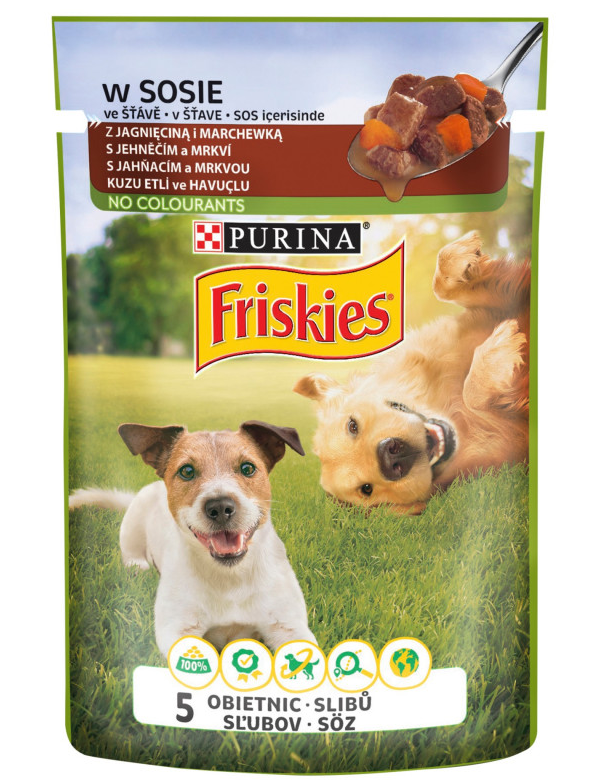 w SOSIE
ve ŠŤÁVĚ • v ŠŤAVE • SOS içerisinde
Z JAGNIĘCINĄ i MARCHEWKĄ
S JEHNĚČÍM a MRKVÍ
S JAHŇACÍM a MRKVOU
KUZU ETLİ ve HAVUÇLU
NO COLOURANTS
PURINA®
Friskies®
100%
5 OBIETNIC • SLIBŮ
SĽUBOV • SÖZ